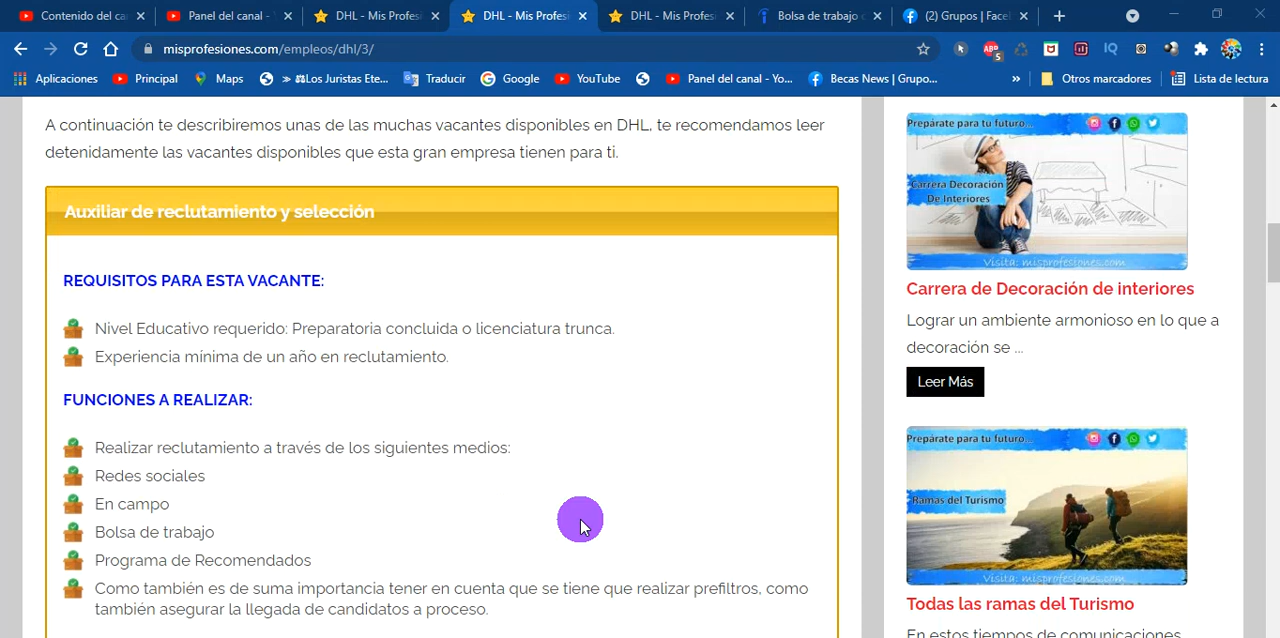 Contenido del ca
Panel del canal -
DHL - Mis Profesi
DHL - Mis Profesi
DHL - Mis Profesi
Bolsa de trabajo
(2) Grupos | Fac
misprofesiones.com/empleos/dhl/3/
ABP
5
IQ
Aplicaciones
Principal
Maps
» ⚖Los Juristas Ete...
Traducir
Google
YouTube
Panel del canal - Yo...
Becas News | Grupo...
»
Otros marcadores
Lista de lectura
A continuación te describiremos unas de las muchas vacantes disponibles en DHL, te recomendamos leer
detenidamente las vacantes disponibles que esta gran empresa tienen para ti.
Auxiliar de reclutamiento y selección
REQUISITOS PARA ESTA VACANTE:
Nivel Educativo requerido: Preparatoria concluida o licenciatura trunca.
Experiencia mínima de un año en reclutamiento.
FUNCIONES A REALIZAR:
Realizar reclutamiento a través de los siguientes medios:
Redes sociales
En campo
Bolsa de trabajo
Programa de Recomendados
Como también es de suma importancia tener en cuenta que se tiene que realizar prefiltros, como
también asegurar la llegada de candidatos a proceso.
Prepárate para tu futuro...
Carrera Decoración
De Interiores
Visita: misprofesiones.com
Carrera de Decoración de interiores
Lograr un ambiente armonioso en lo que a
decoración se ...
Leer Más
Prepárate para tu futuro...
Ramas del Turismo
Visita: misprofesiones.com
Todas las ramas del Turismo
En estos tiempos de comunicaciones